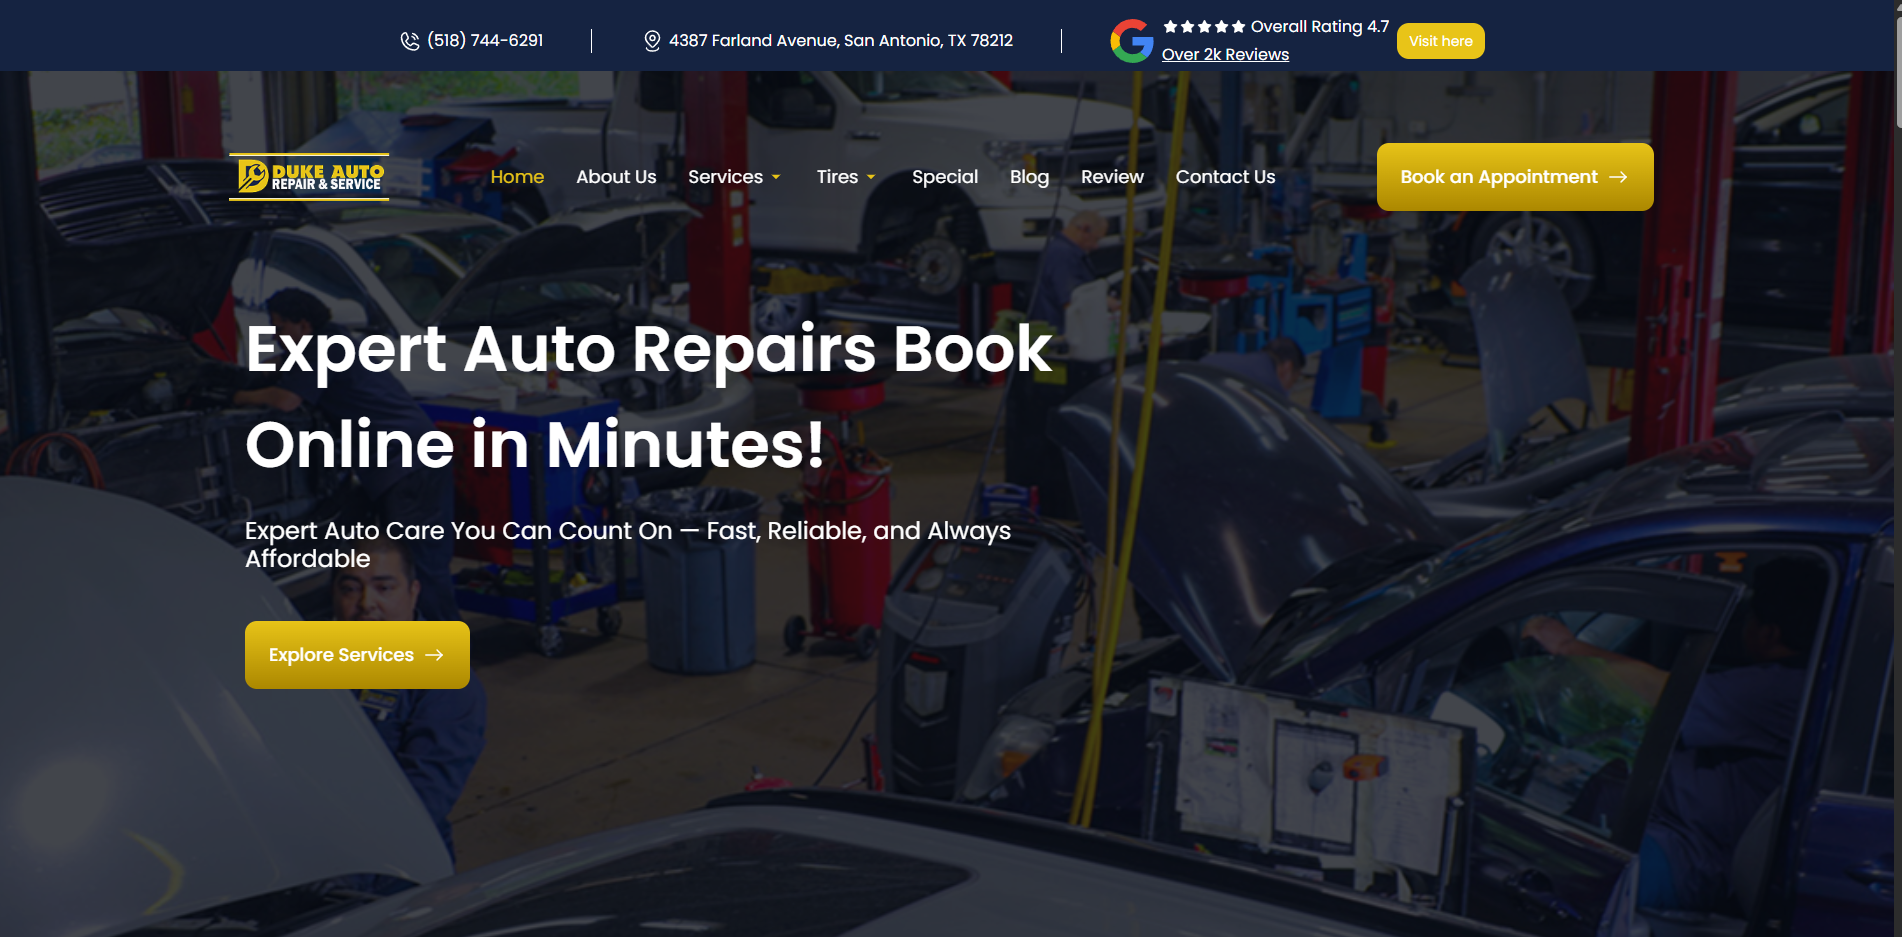 (518) 744-6291
4387 Farland Avenue, San Antonio, TX 78212
Overall Rating 4.7
Over 2k Reviews
Visit here
DUKE AUTO
REPAIR & SERVICE
Home
About Us
Services
Tires
Special
Blog
Review
Contact Us
Book an Appointment
Expert Auto Repairs Book
Online in Minutes!
Expert Auto Care You Can Count On — Fast, Reliable, and Always
Affordable
Explore Services